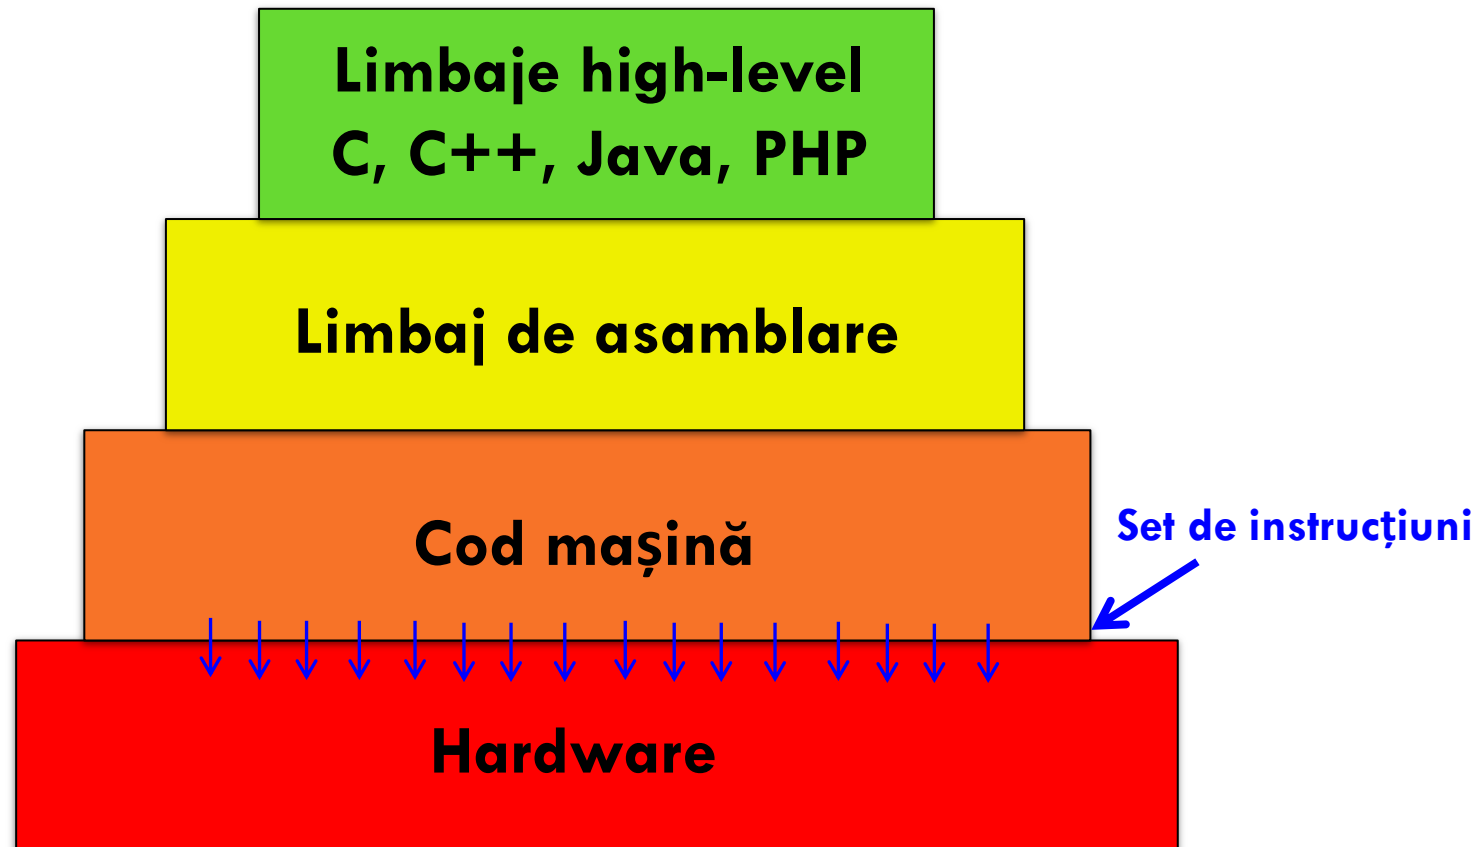 Limbaje high-level
C, C++, Java, PHP
Limbaj de asamblare
Cod mașină
Set de instrucțiuni
Hardware